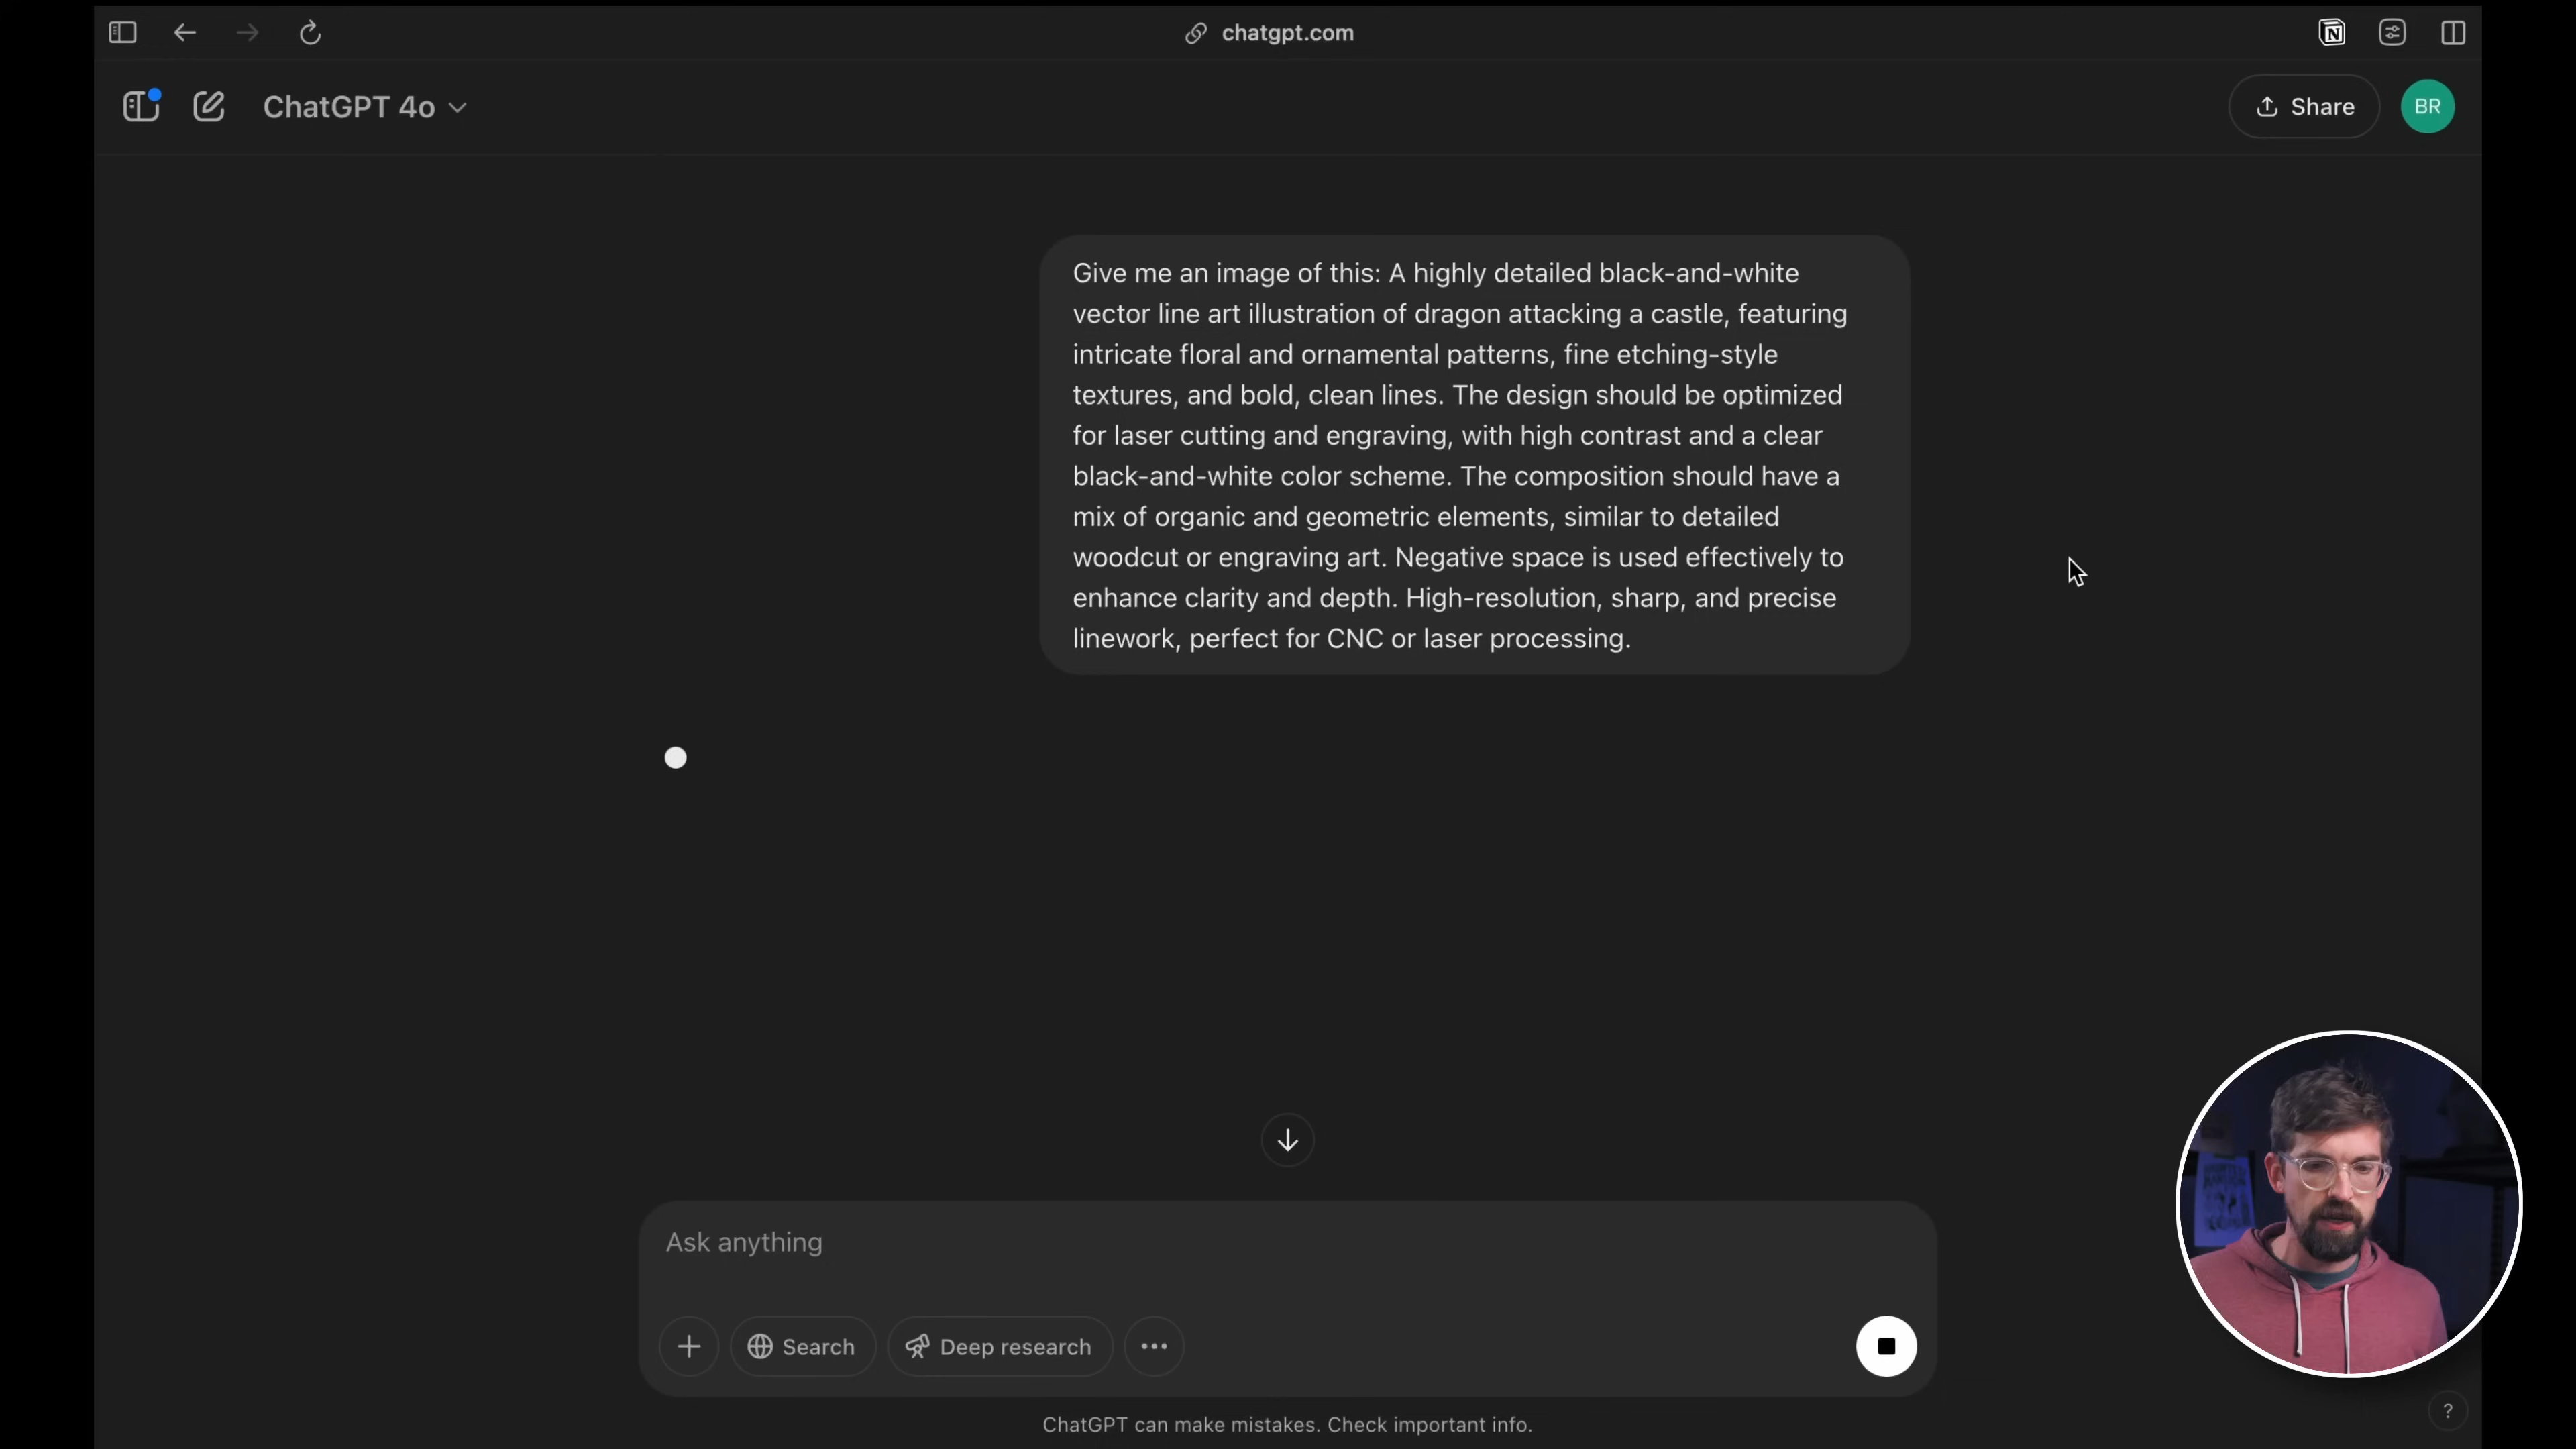 chatgpt.com
ChatGPT 4o
Share
BR
Give me an image of this: A highly detailed black-and-white
vector line art illustration of dragon attacking a castle, featuring
intricate floral and ornamental patterns, fine etching-style
textures, and bold, clean lines. The design should be optimized
for laser cutting and engraving, with high contrast and a clear
black-and-white color scheme. The composition should have a
mix of organic and geometric elements, similar to detailed
woodcut or engraving art. Negative space is used effectively to
enhance clarity and depth. High-resolution, sharp, and precise
linework, perfect for CNC or laser processing.
Ask anything
Search
Deep research
ChatGPT can make mistakes. Check important info.
?